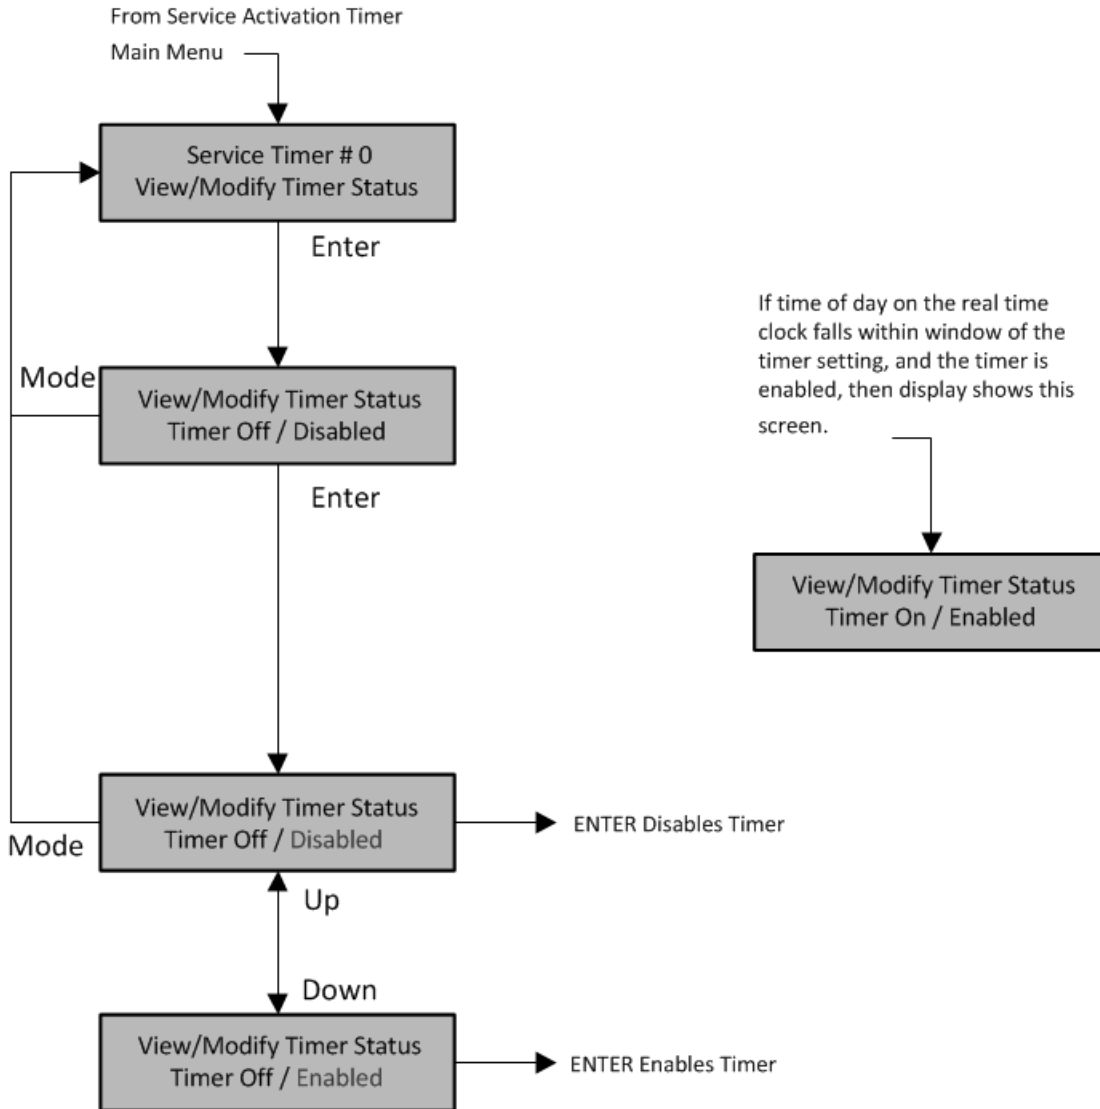 From Service Activation Timer
Main Menu
Service Timer # 0
View/Modify Timer Status
Enter
If time of day on the real time
clock falls within window of the
timer setting, and the timer is
enabled, then display shows this
screen.
Mode
View/Modify Timer Status
Timer Off / Disabled
Enter
View/Modify Timer Status
Timer On / Enabled
View/Modify Timer Status
Timer Off / Disabled
ENTER Disables Timer
Mode
Up
Down
View/Modify Timer Status
Timer Off / Enabled
ENTER Enables Timer